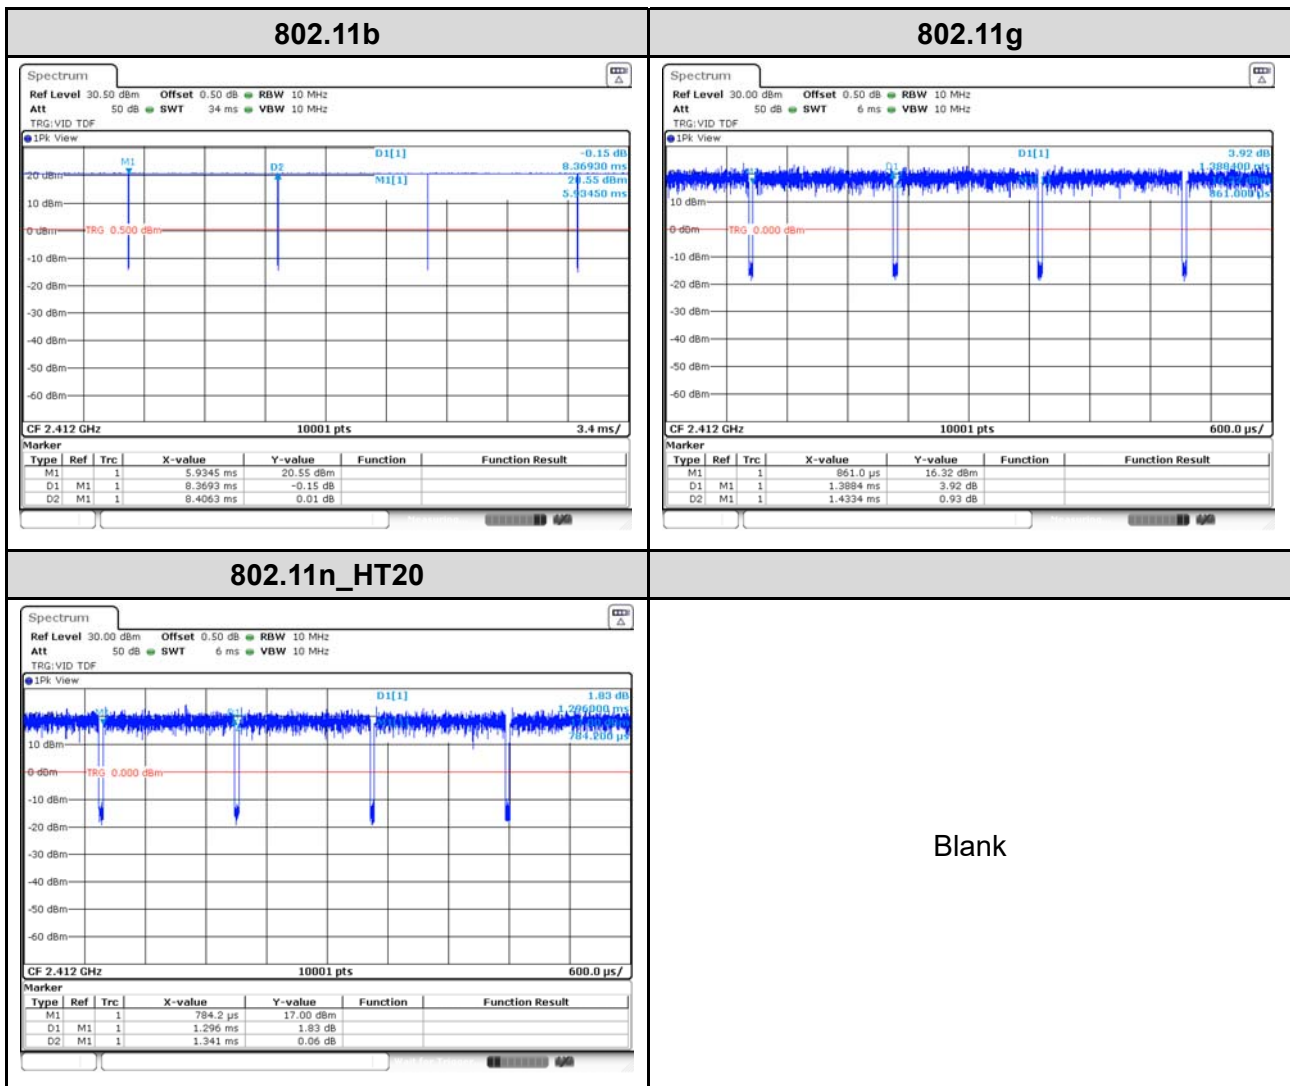 802.11b
802.11g
Spectrum
Ref Level 30.50 dBm Offset 0.50 dB RBW 10 MHz
Att 50 dB SWT 34 ms VBW 10 MHz
TRG:VID TDF
1Pk View
D1[1] -0.15 dB
8.36930 ms
M1[1] 20.55 dBm
5.93450 ms
M1
D2
20 dBm
10 dBm
0 dBm
TRG 0.500 dBm
-10 dBm
-20 dBm
-30 dBm
-40 dBm
-50 dBm
-60 dBm
CF 2.412 GHz 10001 pts 3.4 ms/
Marker
Type Ref Trc X-value Y-value Function Function Result
M1 1 5.9345 ms 20.55 dBm
D1 M1 1 8.3693 ms -0.15 dB
D2 M1 1 8.4063 ms 0.01 dB
Spectrum
Ref Level 30.00 dBm Offset 0.50 dB RBW 10 MHz
Att 50 dB SWT 6 ms VBW 10 MHz
TRG:VID TDF
1Pk View
D1[1] 3.92 dB
1.388400 ms
861.000 µs
D1
10 dBm
0 dBm
TRG 0.000 dBm
-10 dBm
-20 dBm
-30 dBm
-40 dBm
-50 dBm
-60 dBm
CF 2.412 GHz 10001 pts 600.0 µs/
Marker
Type Ref Trc X-value Y-value Function Function Result
M1 1 861.0 µs 16.32 dBm
D1 M1 1 1.3884 ms 3.92 dB
D2 M1 1 1.4334 ms 0.93 dB
802.11n_HT20
Spectrum
Ref Level 30.00 dBm Offset 0.50 dB RBW 10 MHz
Att 50 dB SWT 6 ms VBW 10 MHz
TRG:VID TDF
1Pk View
D1[1] 1.83 dB
1.296000 ms
784.200 µs
10 dBm
0 dBm
TRG 0.000 dBm
-10 dBm
-20 dBm
-30 dBm
-40 dBm
-50 dBm
-60 dBm
CF 2.412 GHz 10001 pts 600.0 µs/
Marker
Type Ref Trc X-value Y-value Function Function Result
M1 1 784.2 µs 17.00 dBm
D1 M1 1 1.296 ms 1.83 dB
D2 M1 1 1.341 ms 0.06 dB
Blank